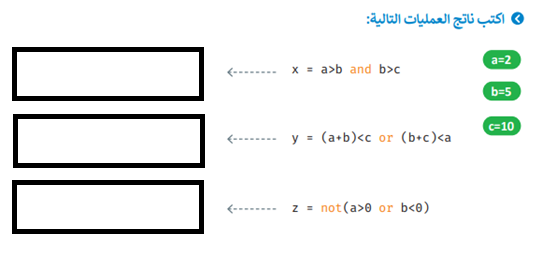 اكتب ناتج العمليات التالية:
a=2
x = a>b and b>c
b=5
c=10
y = (a+b)<c or (b+c)<a
z = not(a>0 or b<0)